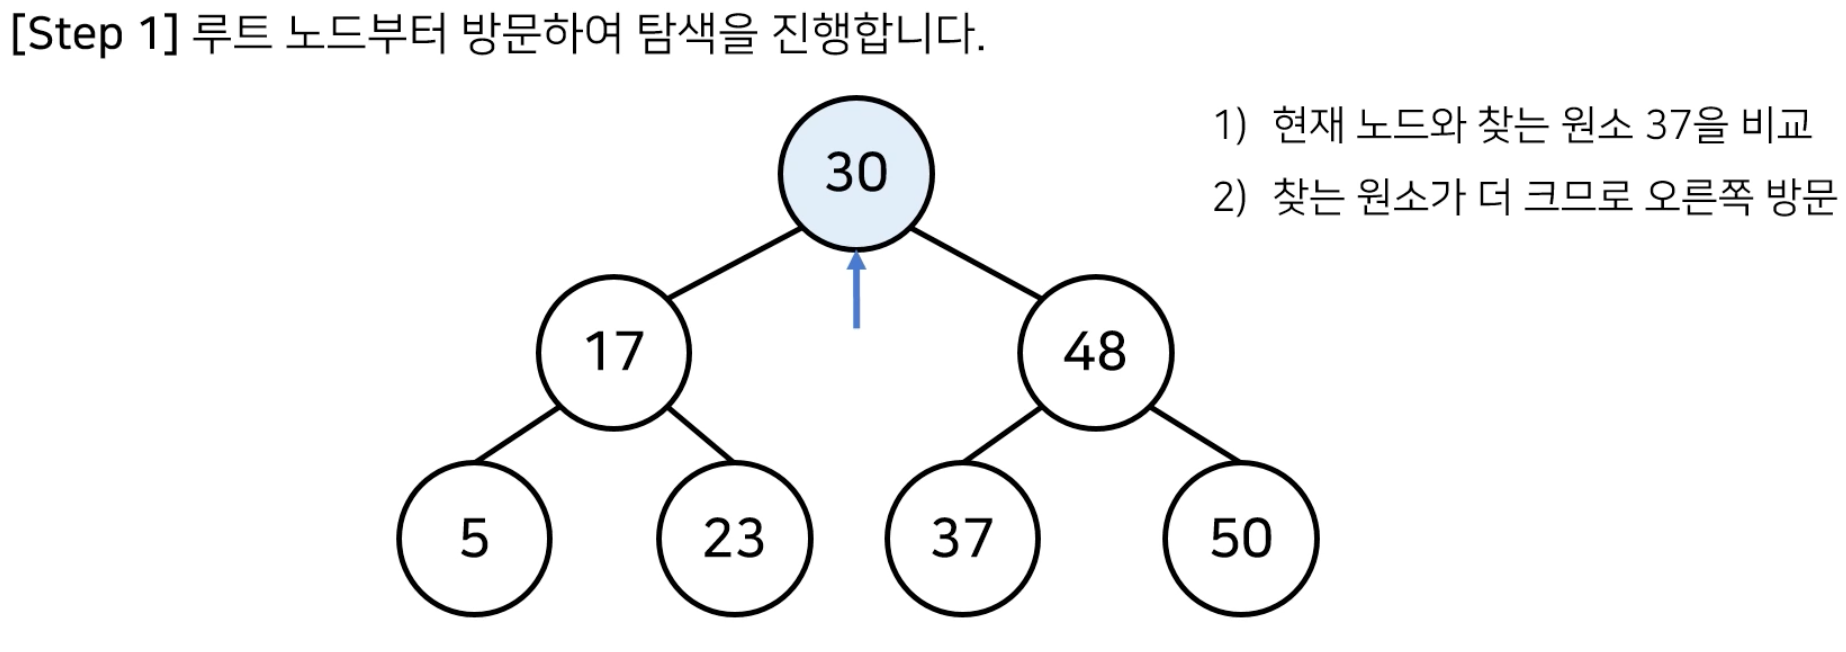 [Step 1] 루트 노드부터 방문하여 탐색을 진행합니다.
1) 현재 노드와 찾는 원소 37을 비교
2) 찾는 원소가 더 크므로 오른쪽 방문
30
17
48
5
23
37
50